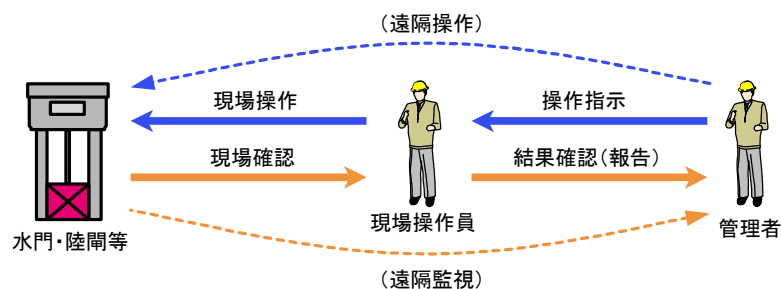 (遠隔操作)
現場操作
操作指示
現場確認
結果確認(報告)
水門・陸閘等
現場操作員
管理者
(遠隔監視)